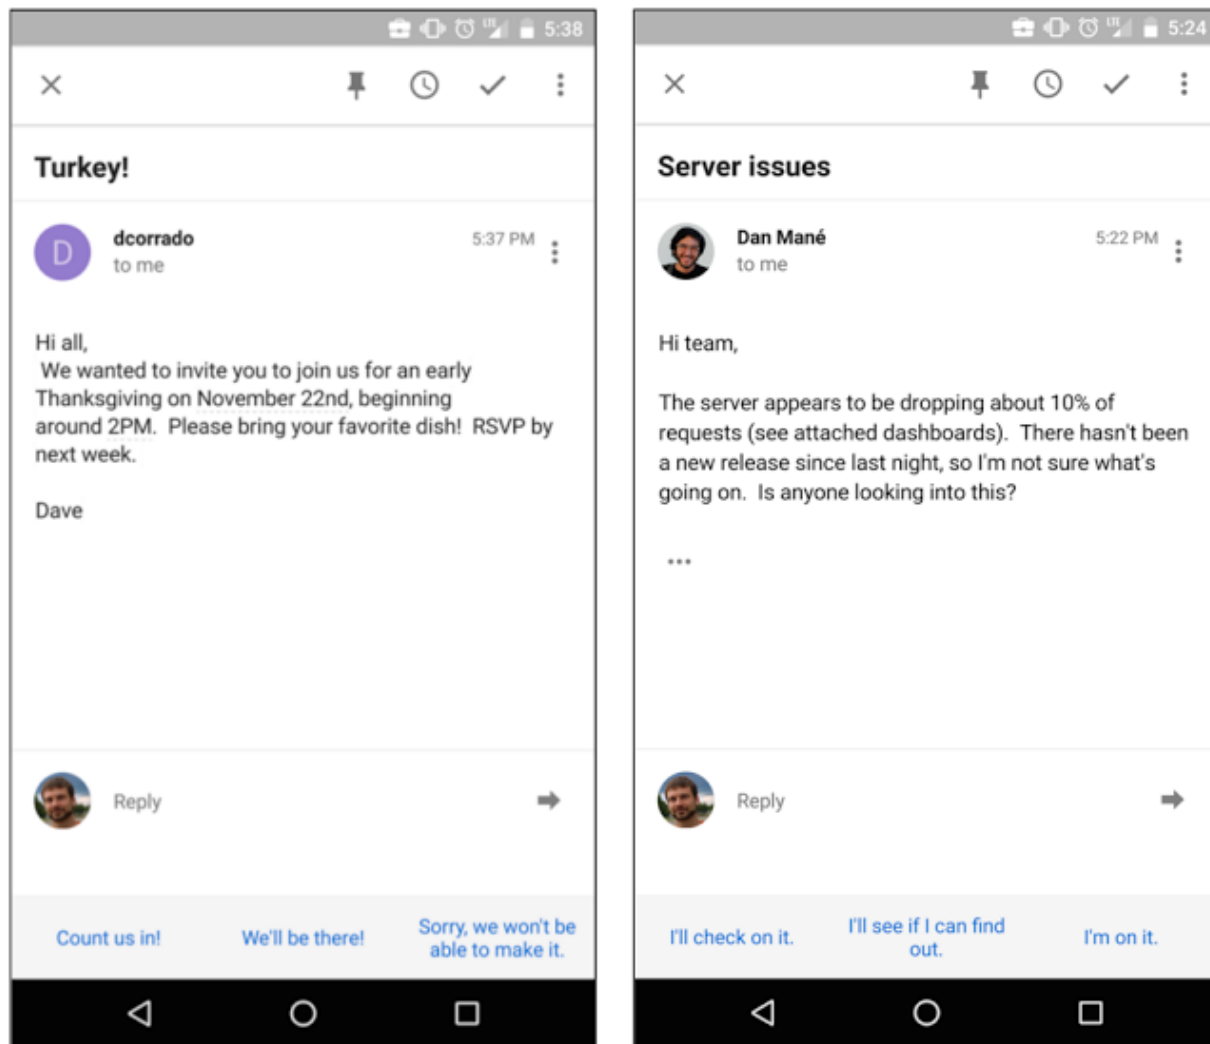 5:38
Turkey!
D
dcorrado
5:37 PM
to me
Hi all,
We wanted to invite you to join us for an early
Thanksgiving on November 22nd, beginning
around 2PM.  Please bring your favorite dish!  RSVP by
next week.
Dave
Reply
Count us in!
We'll be there!
Sorry, we won't be
able to make it.
LTE 5:24
Server issues
Dan Mané
5:22 PM
to me
Hi team,
The server appears to be dropping about 10% of
requests (see attached dashboards).  There hasn't been
a new release since last night, so I'm not sure what's
going on.  Is anyone looking into this?
...
Reply
I'll check on it.
I'll see if I can find
out.
I'm on it.